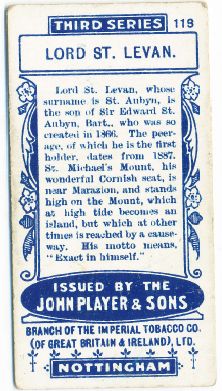 THIRD SERIES 118
LORD ST. LEVAN.
Lord St. Levan, whose
surname is St. Aubyn, is
the son of Sir Edward St.
Aubyn, Bart., who was so
created in 1866. The peer-
age, of which he is the first
holder, dates from 1887.
St. Michael's Mount, his
wonderful Cornish seat, is
near Marazion, and stands
high on the Mount, which
at high tide becomes an
island, but which at other
times is reached by a cause-
way. His motto means,
"Exact in himself."
ISSUED BY THE
JOHN PLAYER & SONS
BRANCH OF THE IMPERIAL TOBACCO CO.
(OF GREAT BRITAIN & IRELAND), LTD.
NOTTINGHAM